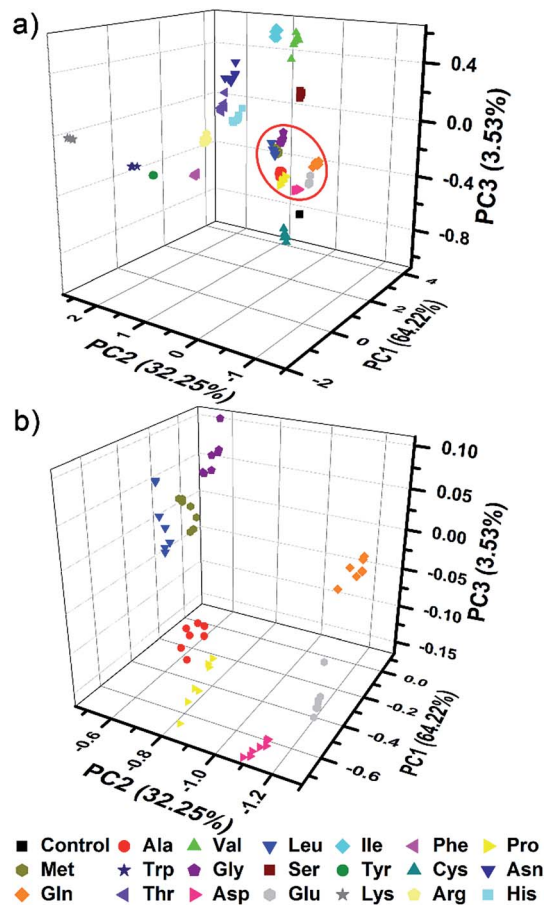 a)
0.4
0.0
-0.4
-0.8
PC3 (3.53%)
4
2
0
-2
PC1 (64.22%)
2
1
0
-1
PC2 (32.25%)
b)
0.10
0.05
0.00
-0.05
-0.10
-0.15
PC3 (3.53%)
0.0
-0.2
-0.4
-0.6
PC1 (64.22%)
-0.6
-0.8
-1.0
-1.2
PC2 (32.25%)
Control Ala Val Leu Ile Phe Pro
Met Trp Gly Ser Tyr Cys Asn
Gln Thr Asp Glu Lys Arg His